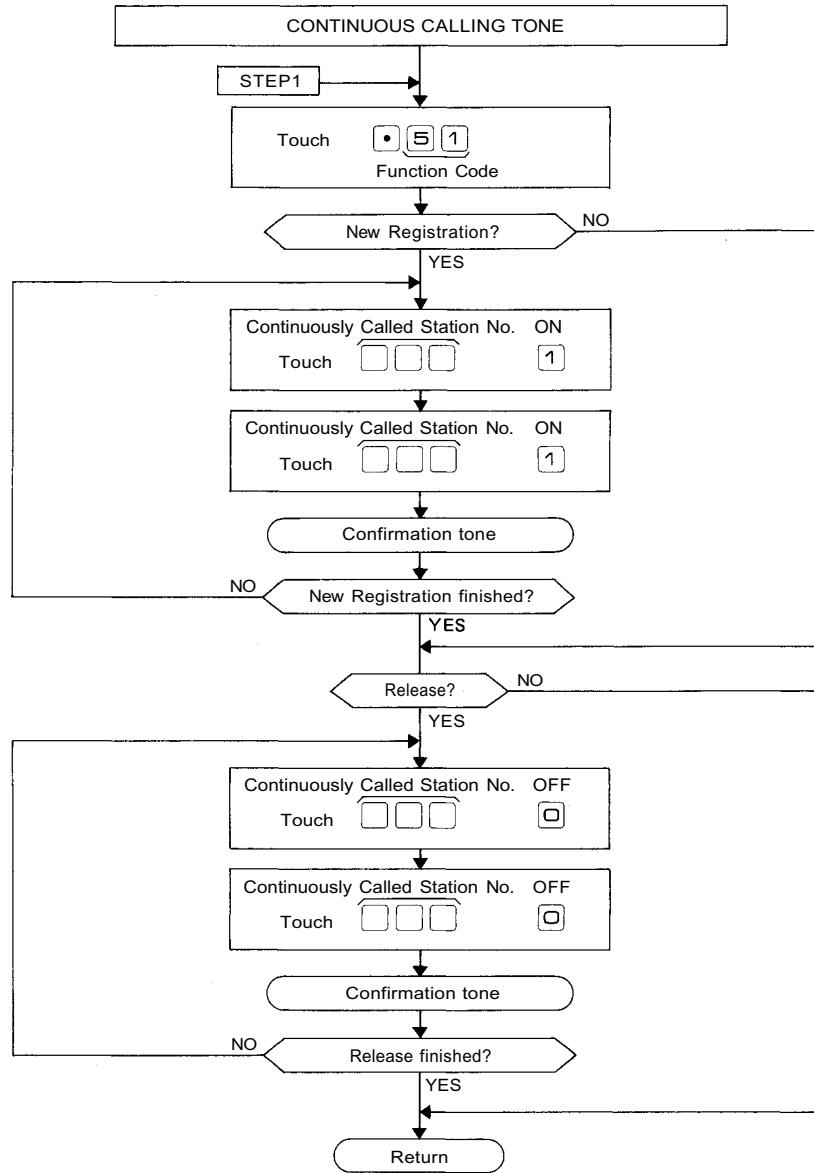 CONTINUOUS CALLING TONE
STEP1
Touch • 5 1
Function Code
New Registration?
NO
YES
Continuously Called Station No. ON
Touch 1
Continuously Called Station No. ON
Touch 1
Confirmation tone
NO
New Registration finished?
YES
Release?
NO
YES
Continuously Called Station No. OFF
Touch 0
Continuously Called Station No. OFF
Touch 0
Confirmation tone
NO
Release finished?
YES
Return